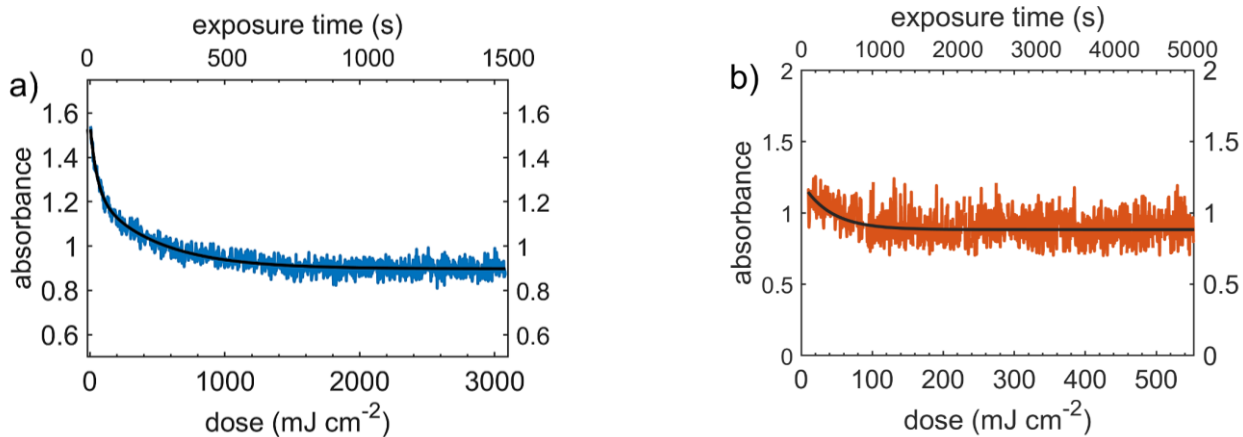 exposure time (s)
0 500 1000 1500
a)
1.6 1.6
1.4 1.4
1.2 1.2
1 1
0.8 0.8
0.6 0.6
absorbance
0 1000 2000 3000
dose (mJ cm⁻²)
exposure time (s)
0 1000 2000 3000 4000 5000
b)
2 2
1.5 1.5
1 1
0.5 0.5
0 0
absorbance
0 100 200 300 400 500
dose (mJ cm⁻²)